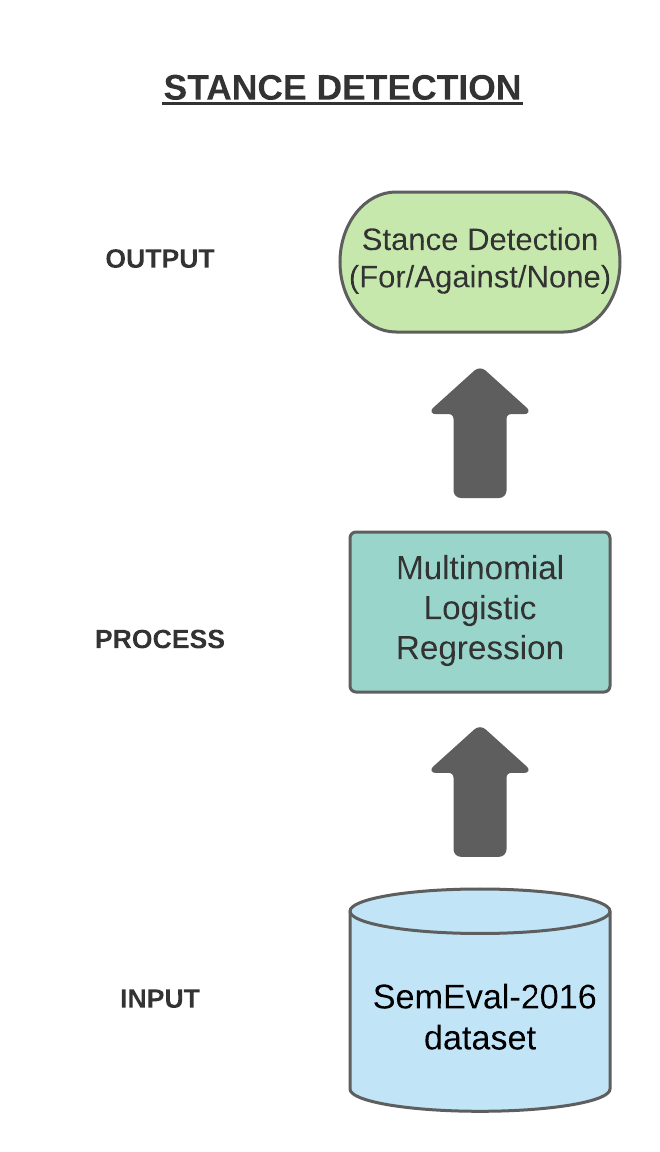 STANCE DETECTION
OUTPUT
Stance Detection
(For/Against/None)
PROCESS
Multinomial
Logistic
Regression
INPUT
SemEval-2016
dataset